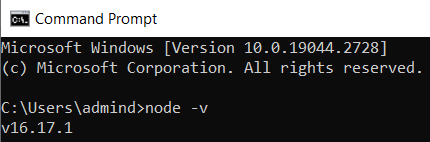 Command Prompt
Microsoft Windows [Version 10.0.19044.2728]
(c) Microsoft Corporation. All rights reserved.
C:\Users\admind>node -v
v16.17.1